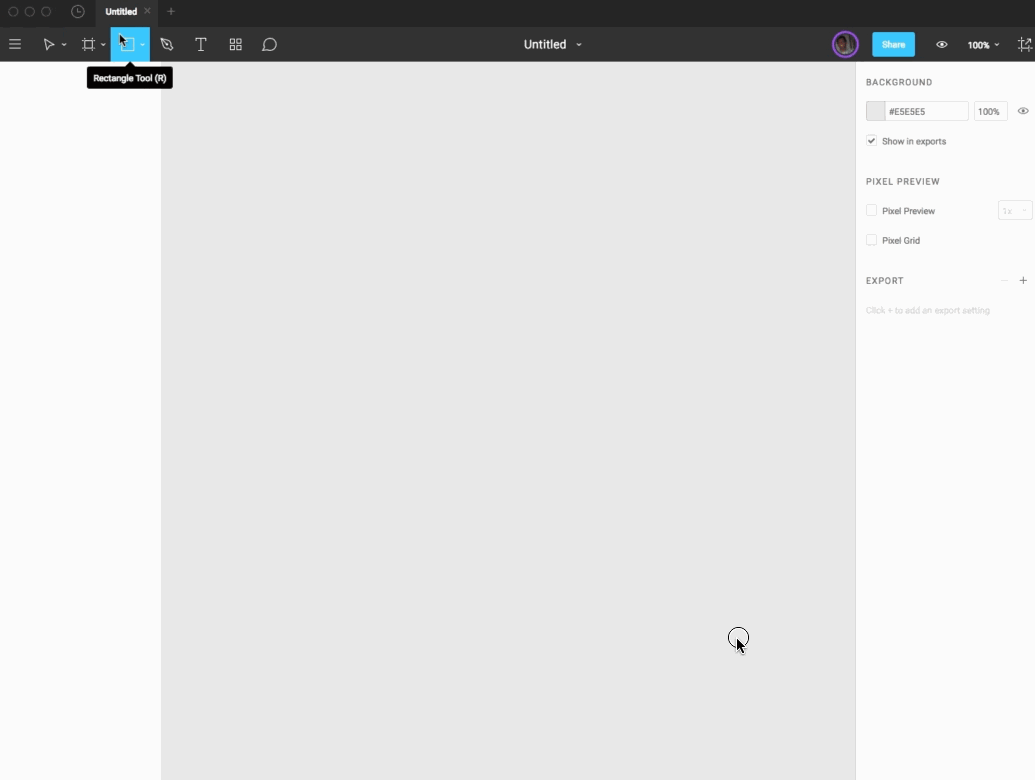 Untitled
Untitled
Share
100%
Rectangle Tool (R)
BACKGROUND
#E5E5E5 100%
Show in exports
PIXEL PREVIEW
Pixel Preview 1x
Pixel Grid
EXPORT
Click + to add an export setting